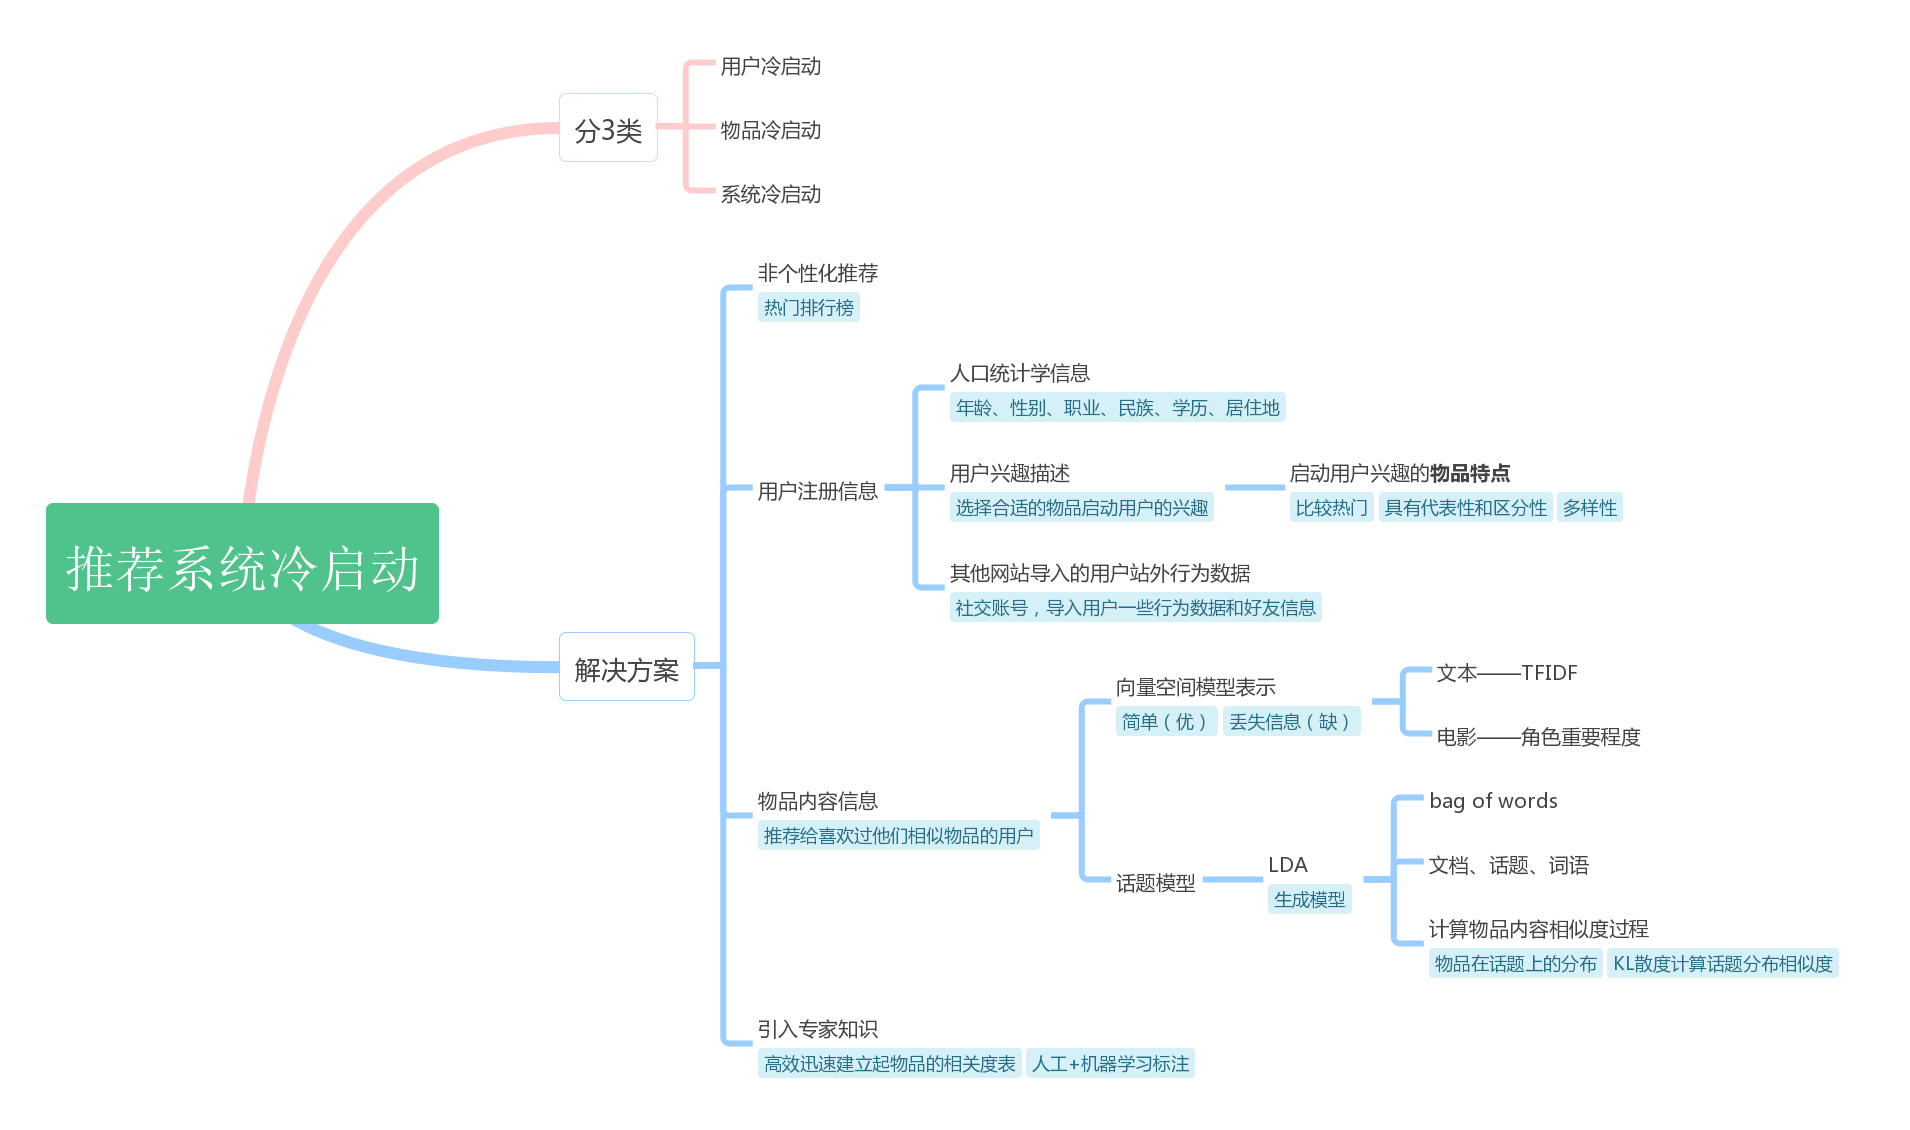 推荐系统冷启动
分3类
用户冷启动
物品冷启动
系统冷启动
解决方案
非个性化推荐
热门排行榜
用户注册信息
人口统计学信息
年龄、性别、职业、民族、学历、居住地
用户兴趣描述
选择合适的物品启动用户的兴趣
启动用户兴趣的物品特点
比较热门 具有代表性和区分性 多样性
其他网站导入的用户站外行为数据
社交账号，导入用户一些行为数据和好友信息
物品内容信息
推荐给喜欢过他们相似物品的用户
向量空间模型表示
简单（优） 丢失信息（缺）
文本——TFIDF
电影——角色重要程度
话题模型
LDA
生成模型
bag of words
文档、话题、词语
计算物品内容相似度过程
物品在话题上的分布 KL散度计算话题分布相似度
引入专家知识
高效迅速建立起物品的相关度表 人工+机器学习标注